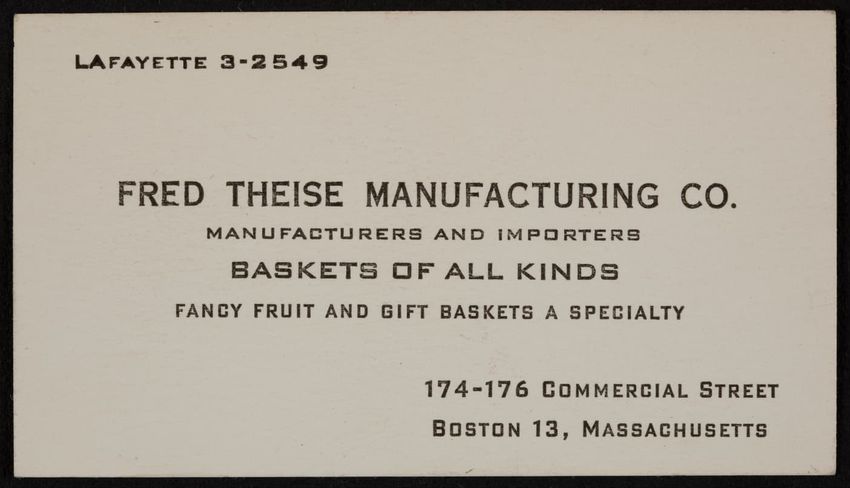 LAFAYETTE 3-2549
FRED THEISE MANUFACTURING CO.
MANUFACTURERS AND IMPORTERS
BASKETS OF ALL KINDS
FANCY FRUIT AND GIFT BASKETS A SPECIALTY
174-176 COMMERCIAL STREET
BOSTON 13, MASSACHUSETTS